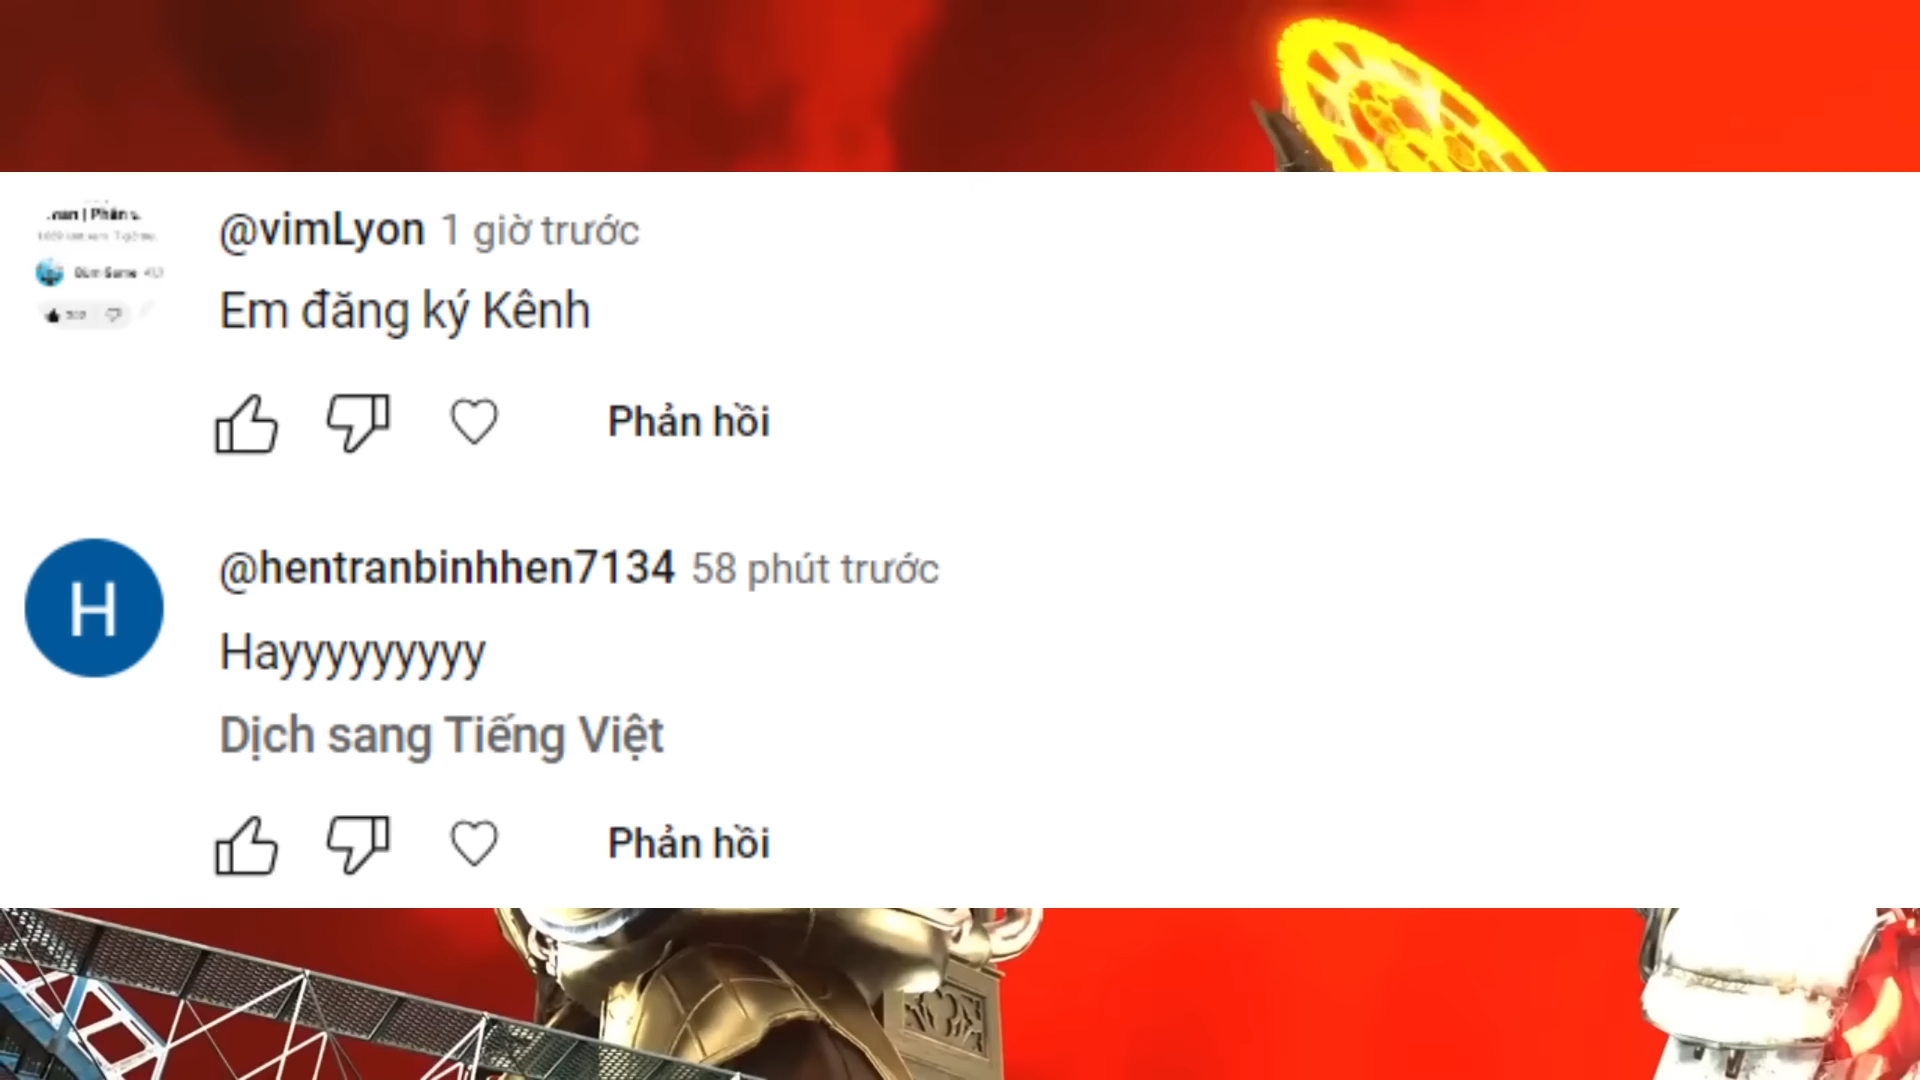 @vimLyon 1 giờ trước
Em đăng ký Kênh
Phản hồi
H
@hentranbinhhen7134 58 phút trước
Hayyyyyyyyy
Dịch sang Tiếng Việt
Phản hồi